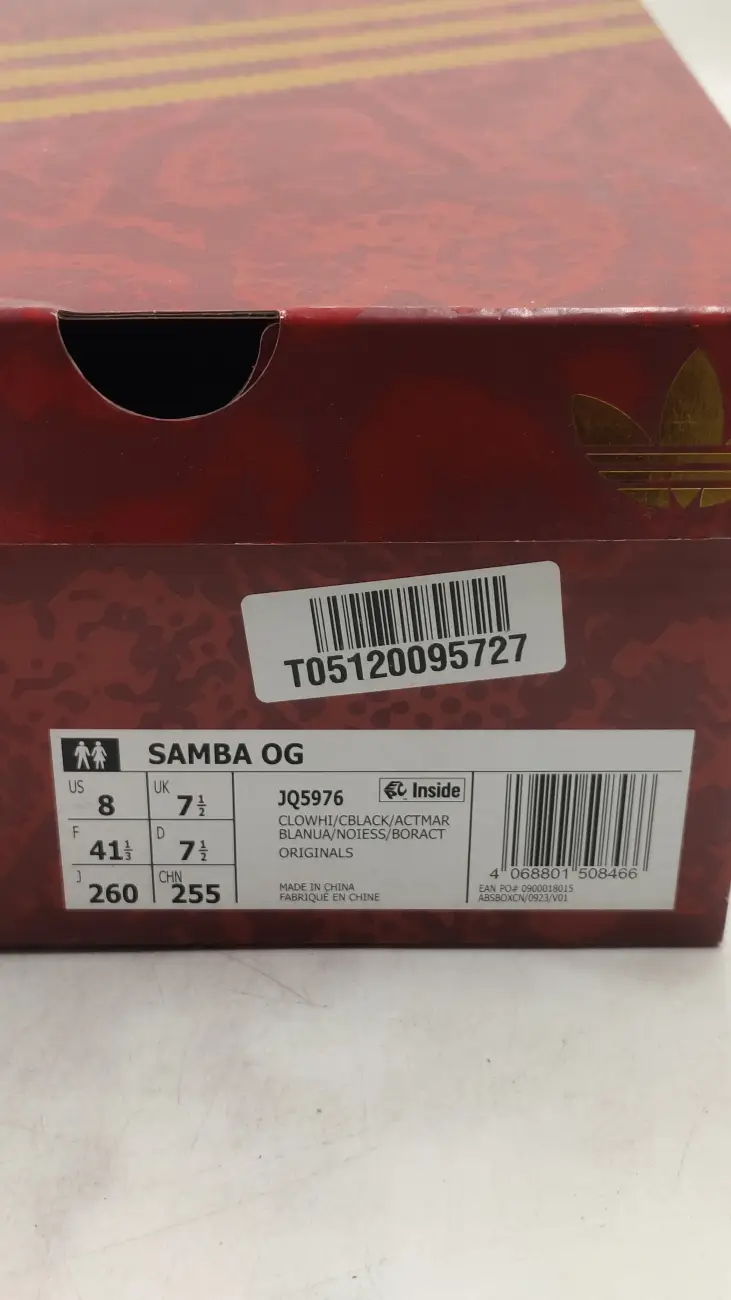 T05120095727
SAMBA OG
US 8
UK 7½
F 41⅓
D 7½
J 260
CHN 255
JQ5976
Inside
CLOWHI/CBLACK/ACTMAR
BLANUA/NOIESS/BORACT
ORIGINALS
MADE IN CHINA
FABRIQUÉ EN CHINE
4 068801 508466
EAN PO# 0900018015
ABSBOXCN/0923/V01